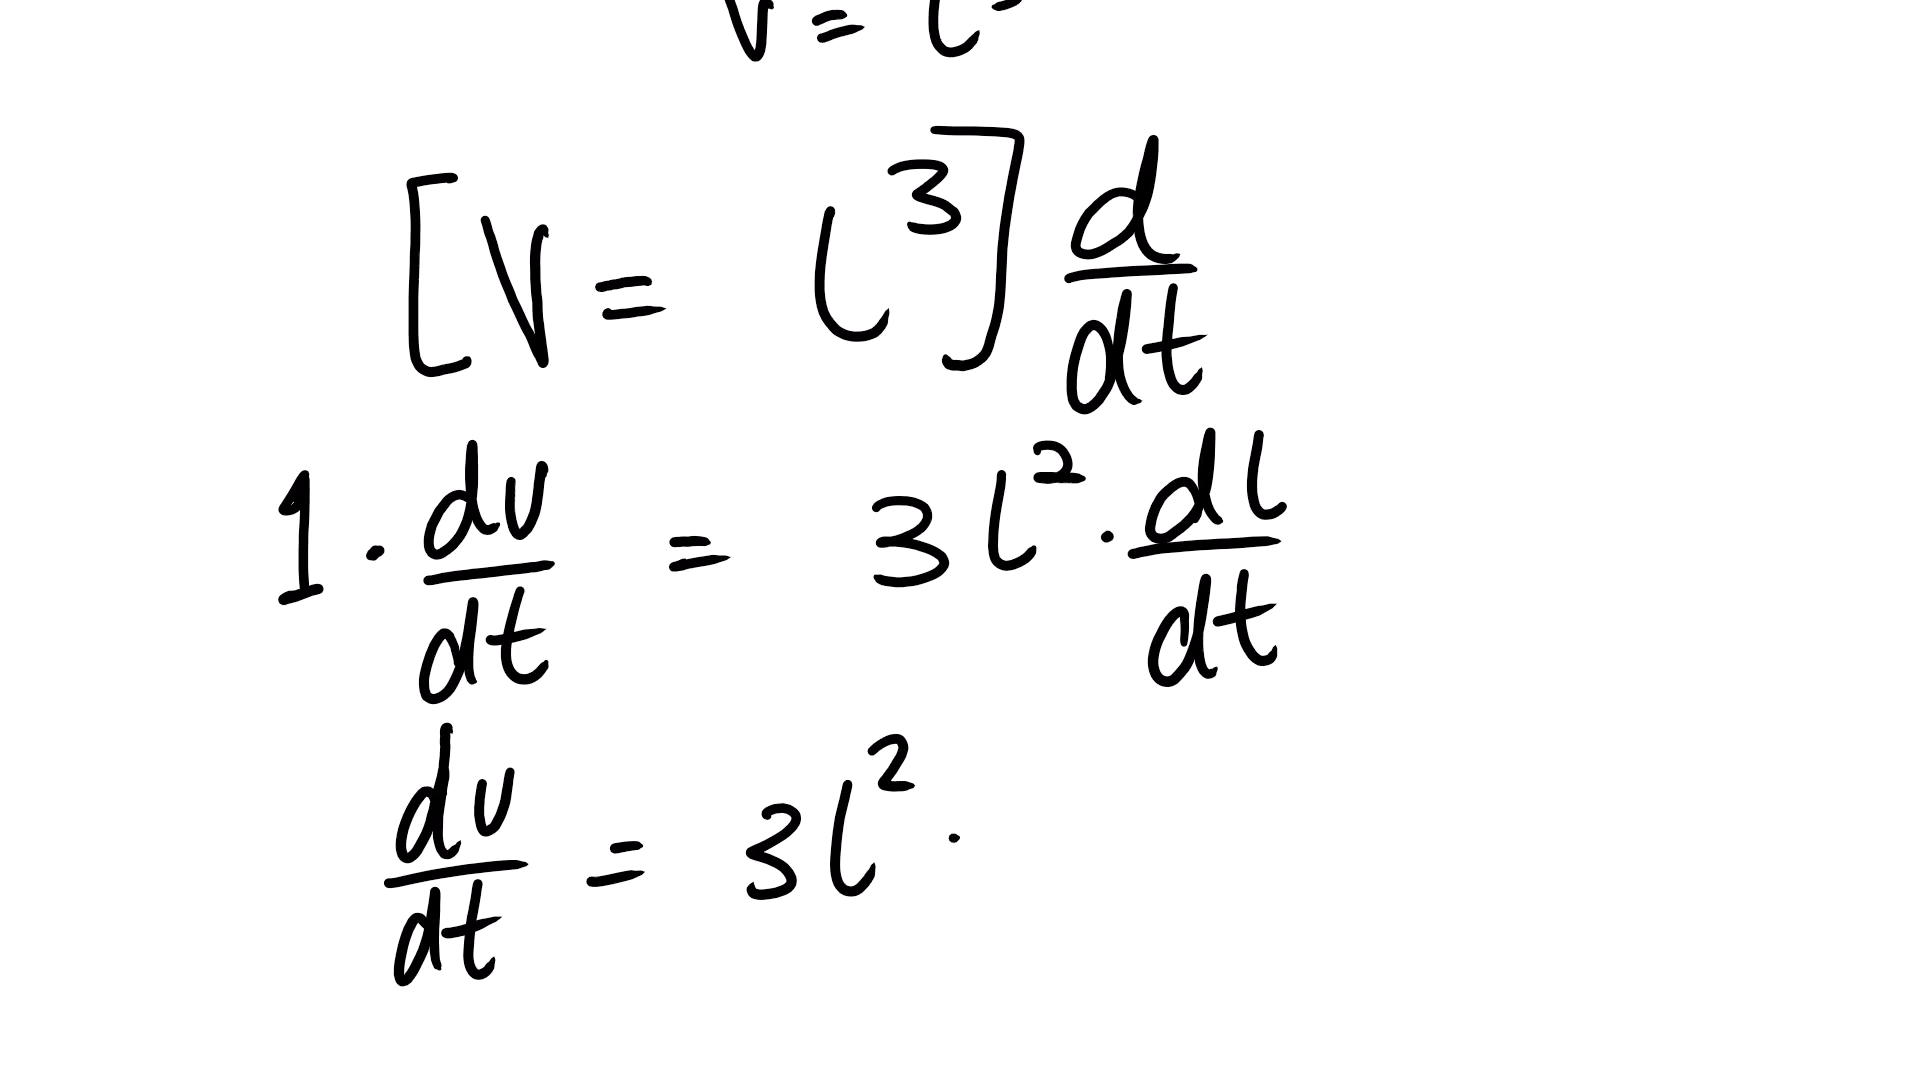 V = l
[V = l³] d/dt
1 · dv/dt = 3l² · dl/dt
dv/dt = 3l² ·